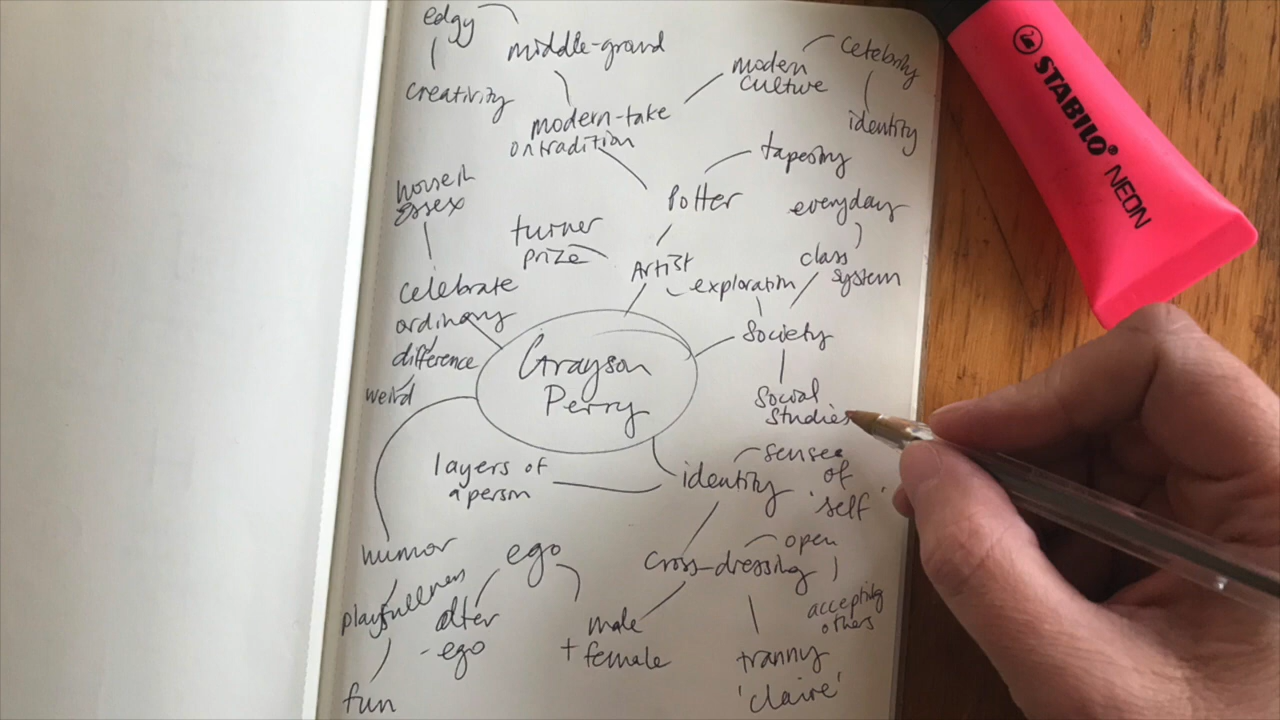 edgy
middle-grand
creativity
modern-take
on tradition
modern
culture
celebrity
identity
tapestry
Potter
everyday
house in
essex
turner
prize
Artist
exploration
class
system
celebrate
ordinary
difference
weird
Society
Grayson
Perry
Social
Studies
layers of
a person
identity
senses
of
'self'
humor
playfullness
fun
ego
alter
-ego
male
+ female
cross-dressing
open
accepting
others
tranny
'claire'
STABILO® NEON